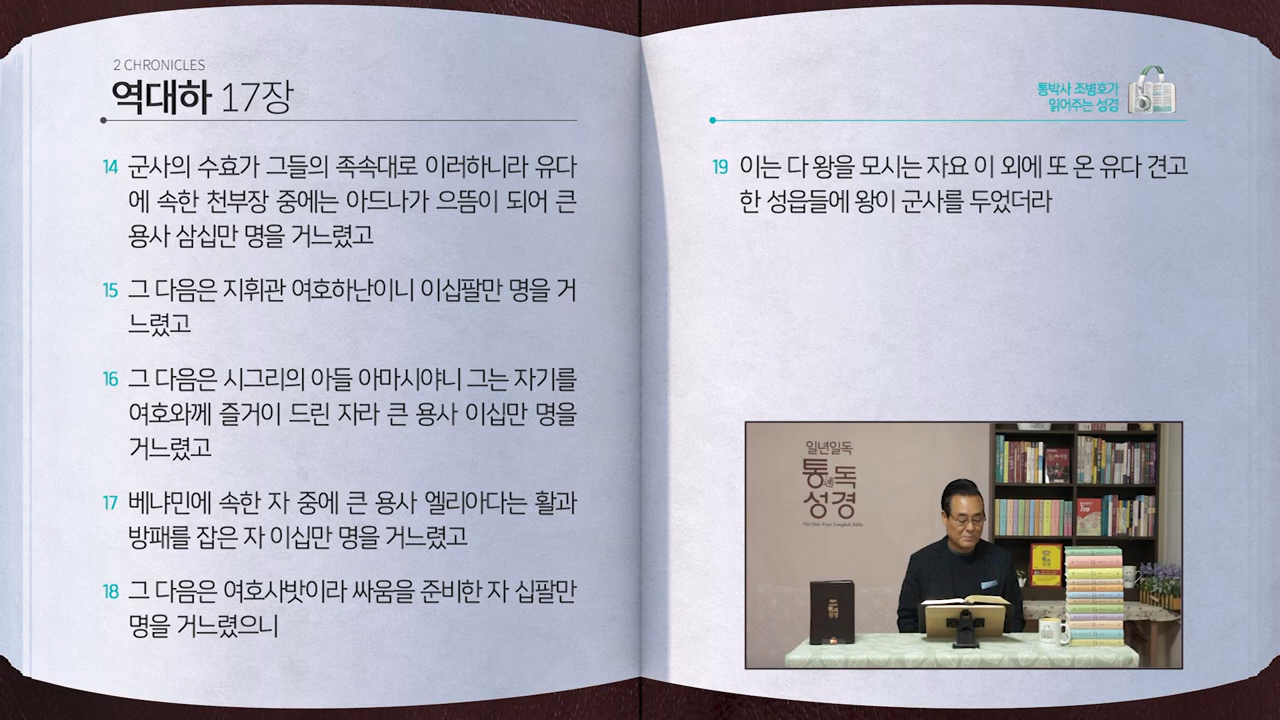 2 CHRONICLES
역대하 17장
14 군사의 수효가 그들의 족속대로 이러하니라 유다
에 속한 천부장 중에는 아드나가 으뜸이 되어 큰
용사 삼십만 명을 거느렸고
15 그 다음은 지휘관 여호하난이니 이십팔만 명을 거
느렸고
16 그 다음은 시그리의 아들 아마시야니 그는 자기를
여호와께 즐거이 드린 자라 큰 용사 이십만 명을
거느렸고
17 베냐민에 속한 자 중에 큰 용사 엘리아다는 활과
방패를 잡은 자 이십만 명을 거느렸고
18 그 다음은 여호사밧이라 싸움을 준비한 자 십팔만
명을 거느렸으니
통박사 조병호가
읽어주는 성경
19 이는 다 왕을 모시는 자요 이 외에 또 온 유다 견고
한 성읍들에 왕이 군사를 두었더라
일년일독
통通독
성경